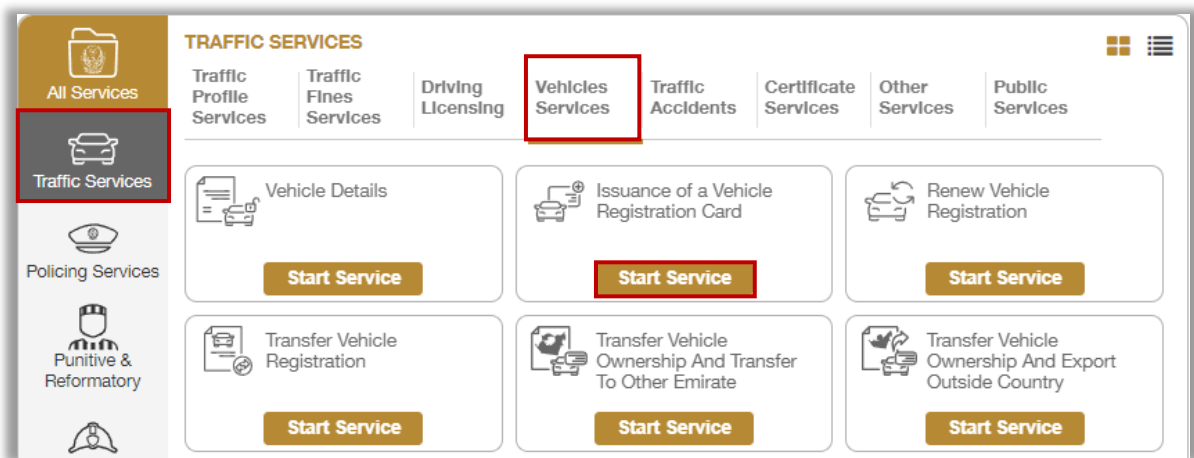 All Services
Traffic Services
Policing Services
Punitive &
Reformatory
TRAFFIC SERVICES
Traffic
Profile
Services
Traffic
Fines
Services
Driving
Licensing
Vehicles
Services
Traffic
Accidents
Certificate
Services
Other
Services
Public
Services
Vehicle Details
Start Service
Issuance of a Vehicle
Registration Card
Start Service
Renew Vehicle
Registration
Start Service
Transfer Vehicle
Registration
Start Service
Transfer Vehicle
Ownership And Transfer
To Other Emirate
Start Service
Transfer Vehicle
Ownership And Export
Outside Country
Start Service